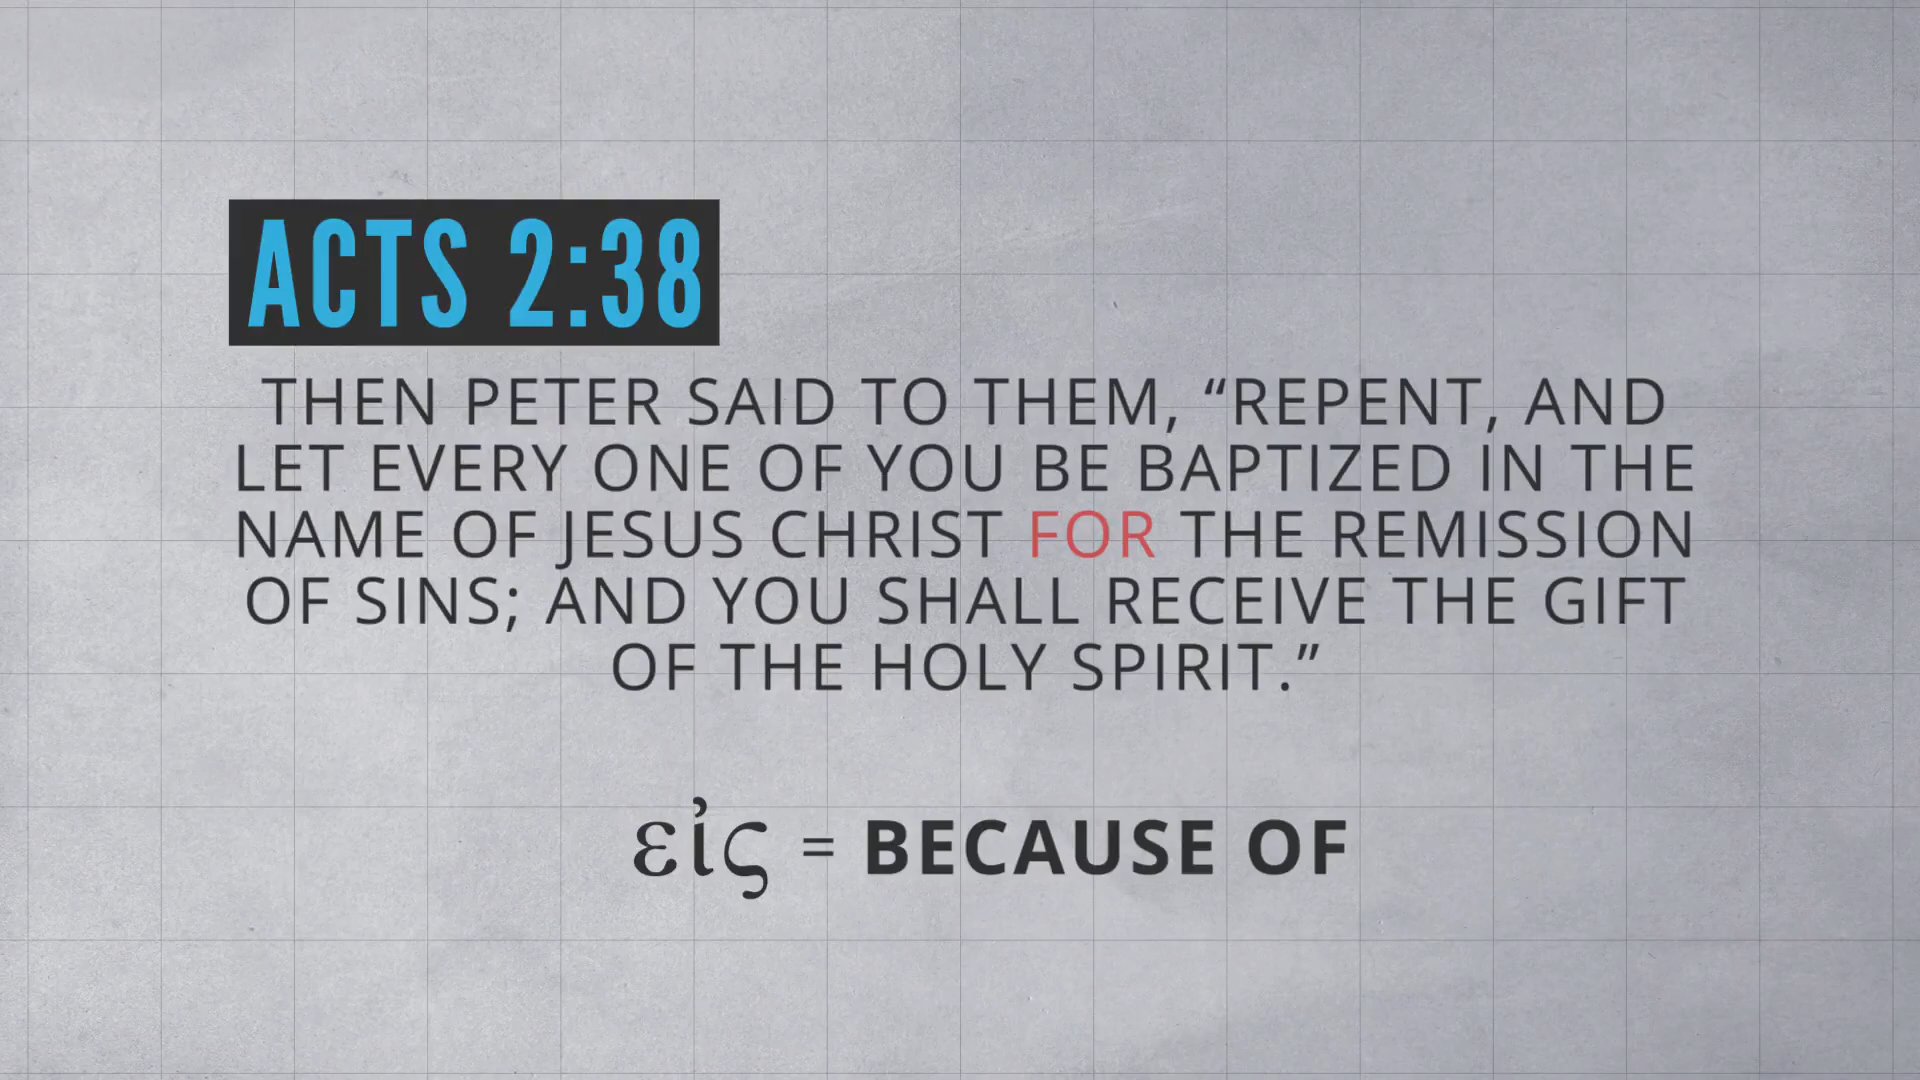 ACTS 2:38
THEN PETER SAID TO THEM, “REPENT, AND
LET EVERY ONE OF YOU BE BAPTIZED IN THE
NAME OF JESUS CHRIST FOR THE REMISSION
OF SINS; AND YOU SHALL RECEIVE THE GIFT
OF THE HOLY SPIRIT.”
εἰς = BECAUSE OF